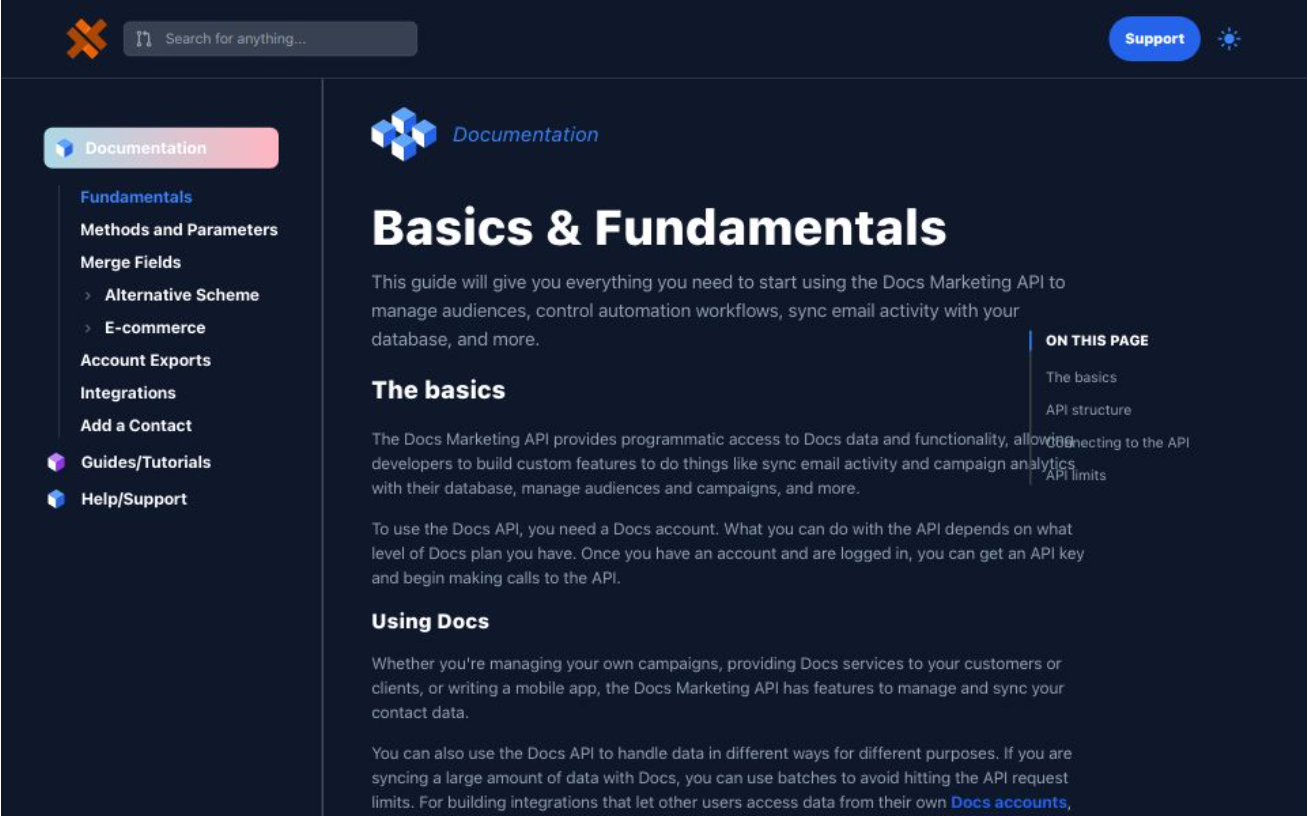 Search for anything...
Support
Documentation
Fundamentals
Methods and Parameters
Merge Fields
Alternative Scheme
E-commerce
Account Exports
Integrations
Add a Contact
Guides/Tutorials
Help/Support
Documentation
Basics & Fundamentals
This guide will give you everything you need to start using the Docs Marketing API to
manage audiences, control automation workflows, sync email activity with your
database, and more.
The basics
The Docs Marketing API provides programmatic access to Docs data and functionality, allowing
developers to build custom features to do things like sync email activity and campaign analytics
with their database, manage audiences and campaigns, and more.
To use the Docs API, you need a Docs account. What you can do with the API depends on what
level of Docs plan you have. Once you have an account and are logged in, you can get an API key
and begin making calls to the API.
Using Docs
Whether you're managing your own campaigns, providing Docs services to your customers or
clients, or writing a mobile app, the Docs Marketing API has features to manage and sync your
contact data.
You can also use the Docs API to handle data in different ways for different purposes. If you are
syncing a large amount of data with Docs, you can use batches to avoid hitting the API request
limits. For building integrations that let other users access data from their own Docs accounts,
ON THIS PAGE
The basics
API structure
Connecting to the API
API limits